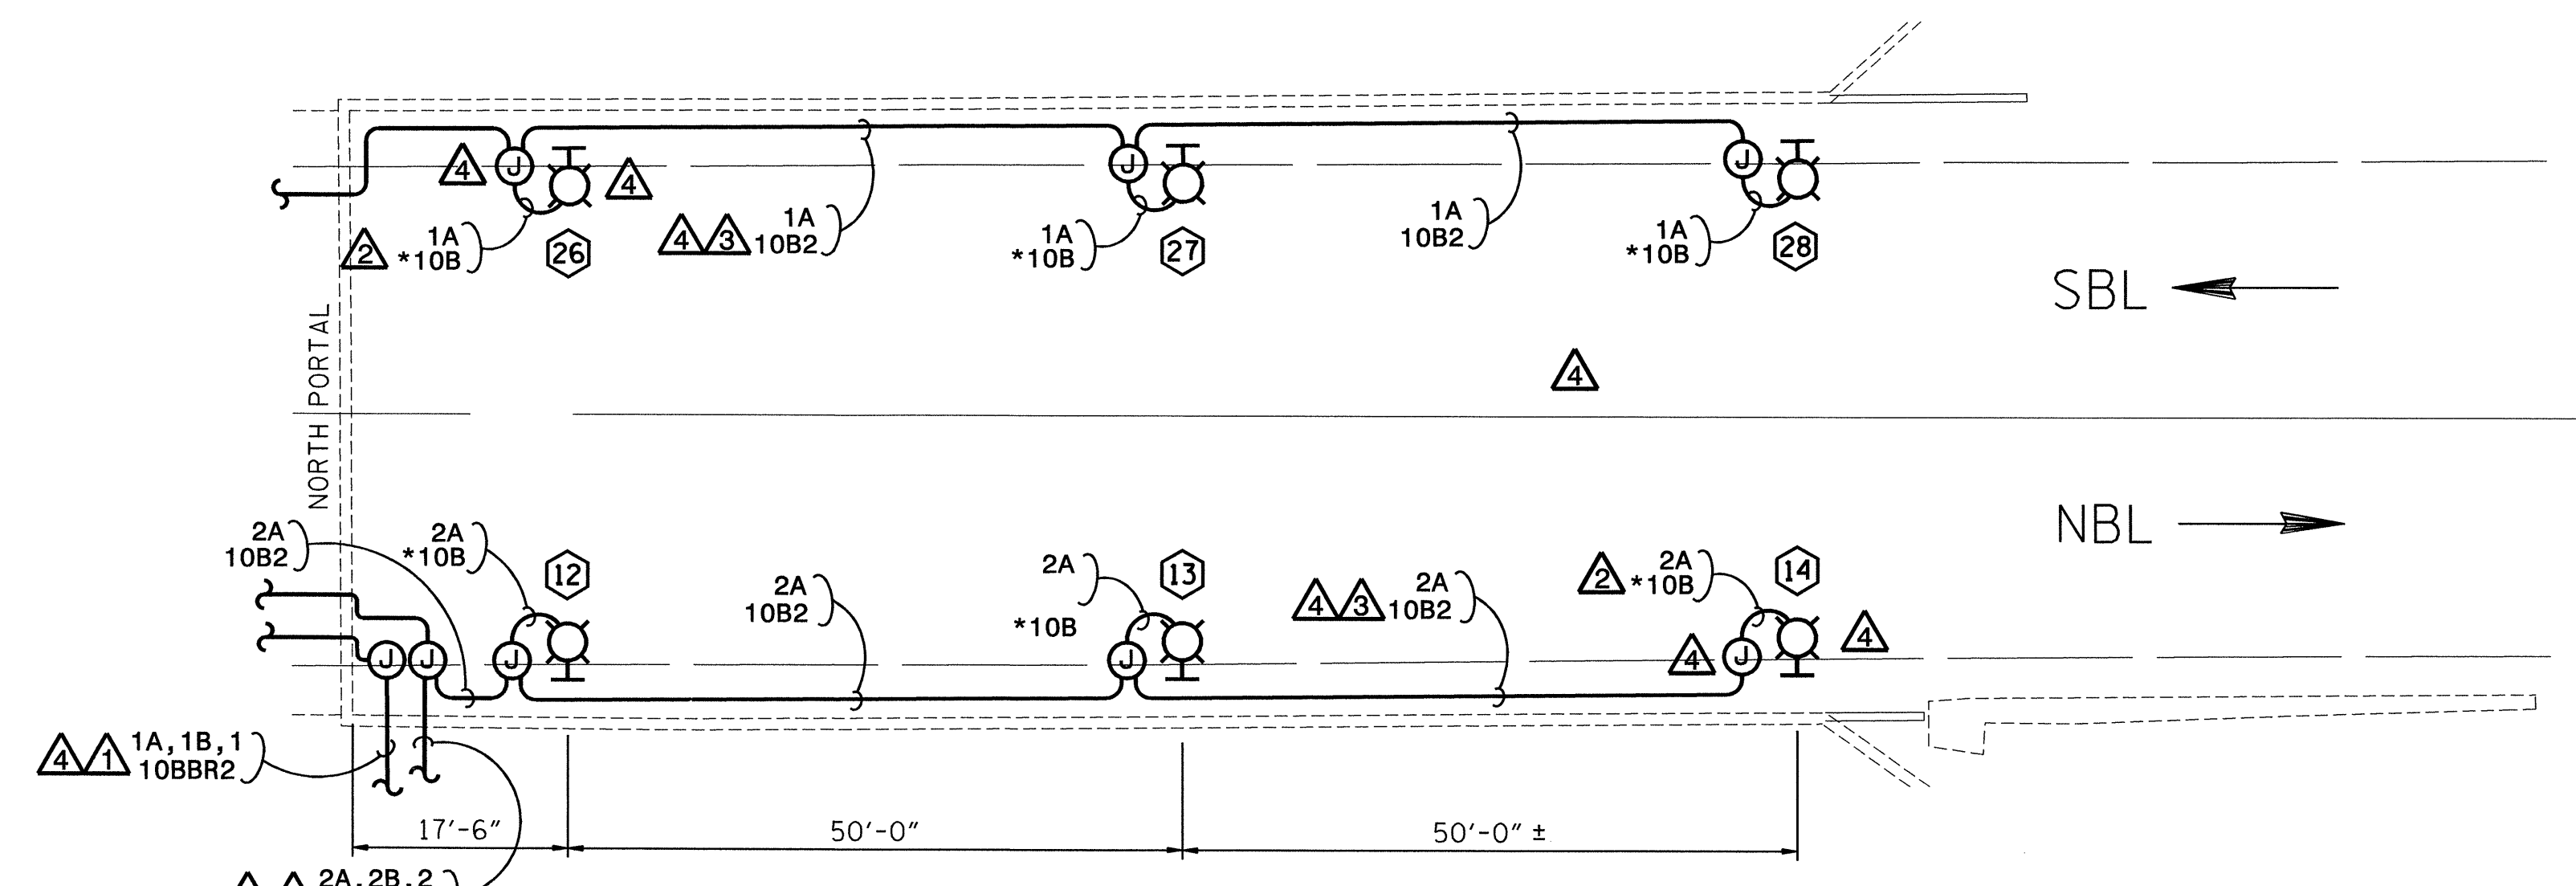 J
J
J
4
4
1A
*10B
2
26
4
3
1A
10B2
1A
*10B
27
1A
10B2
1A
*10B
28
SBL
NORTH PORTAL
4
NBL
2A
10B2
2A
*10B
12
2A
10B2
2A
*10B
13
4
3
2A
10B2
2
2A
*10B
14
J
J
J
J
4
J
4
4
1
1A,1B,1
10BBR2
17'-6"
50'-0"
50'-0" ±
2A,2B,2